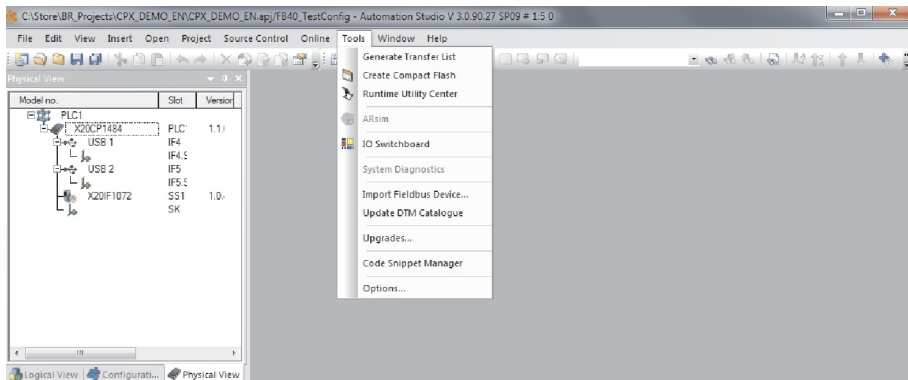 C:\Store\BR_Projects\CPX_DEMO_EN\CPX_DEMO_EN.apj/FB40_TestConfig - Automation Studio V 3.0.90.27 SP09 # 1:5 0
File Edit View Insert Open Project Source Control Online Tools Window Help
Physical View
Model no. Slot Version
PLC1
X20CP1484 PLC 1.1.
USB 1 IF4
IF4.S
USB 2 IF5
IF5.S
X20IF1072 SS1 1.0.
SK
Generate Transfer List
Create Compact Flash
Runtime Utility Center
ARsim
IO Switchboard
System Diagnostics
Import Fieldbus Device...
Update DTM Catalogue
Upgrades...
Code Snippet Manager
Options...
Logical View Configurati... Physical View